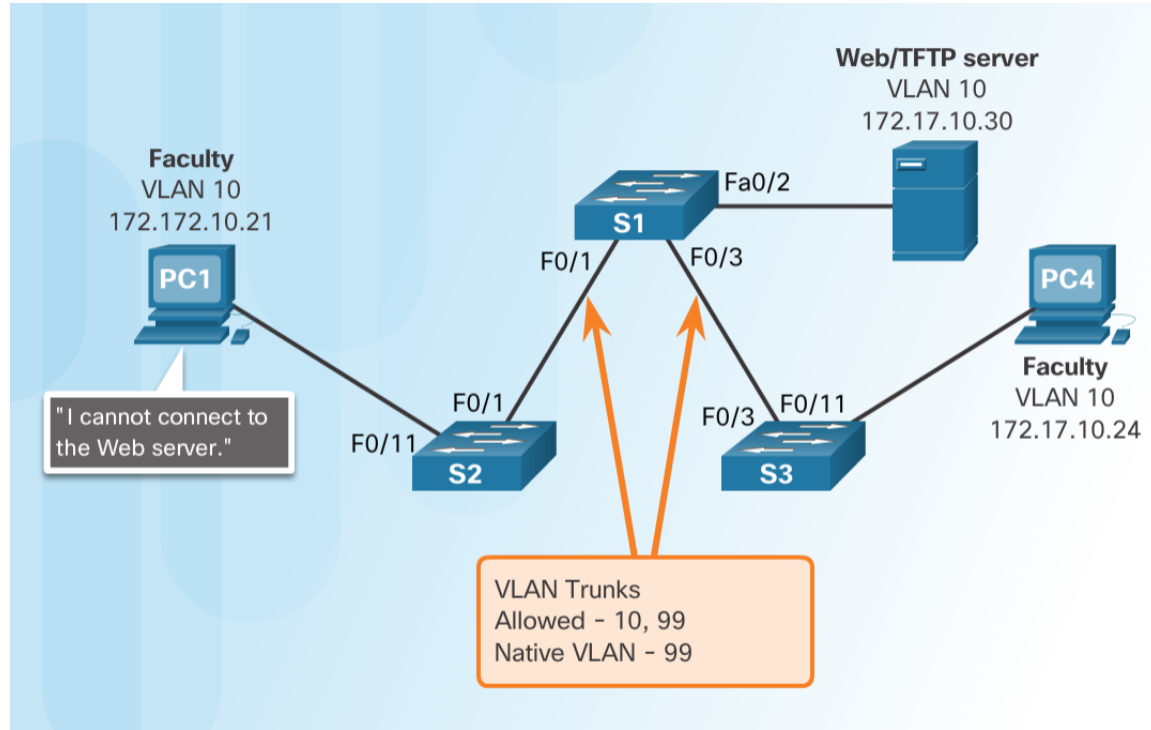 Web/TFTP server
VLAN 10
172.17.10.30
Faculty
VLAN 10
172.172.10.21
PC1
"I cannot connect to
the Web server."
S1
Fa0/2
F0/1
F0/3
PC4
Faculty
VLAN 10
172.17.10.24
F0/1
F0/11
S2
F0/3
F0/11
S3
VLAN Trunks
Allowed - 10, 99
Native VLAN - 99